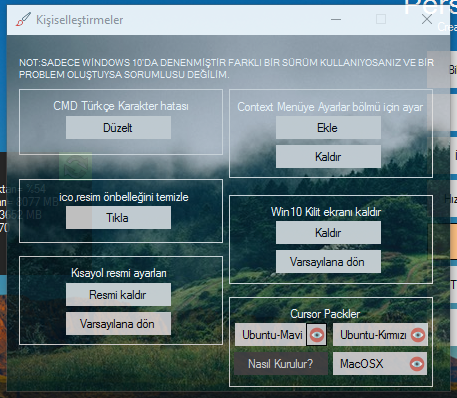 Kişiselleştirmeler
NOT:SADECE WİNDOWS 10'DA DENENMİŞTİR FARKLI BİR SÜRÜM KULLANIYOSANIZ VE BİR
PROBLEM OLUŞTUYSA SORUMLUSU DEĞİLİM.
CMD Türkçe Karakter hatası
Düzelt
Context Menüye Ayarlar bölmü için ayar
Ekle
Kaldır
ico,resim önbelleğini temizle
Tıkla
Win10 Kilit ekranı kaldır
Kaldır
Varsayılana dön
Kısayol resmi ayarları
Resmi kaldır
Varsayılana dön
Cursor Packler
Ubuntu-Mavi
Ubuntu-Kırmızı
Nasıl Kurulur?
MacOSX